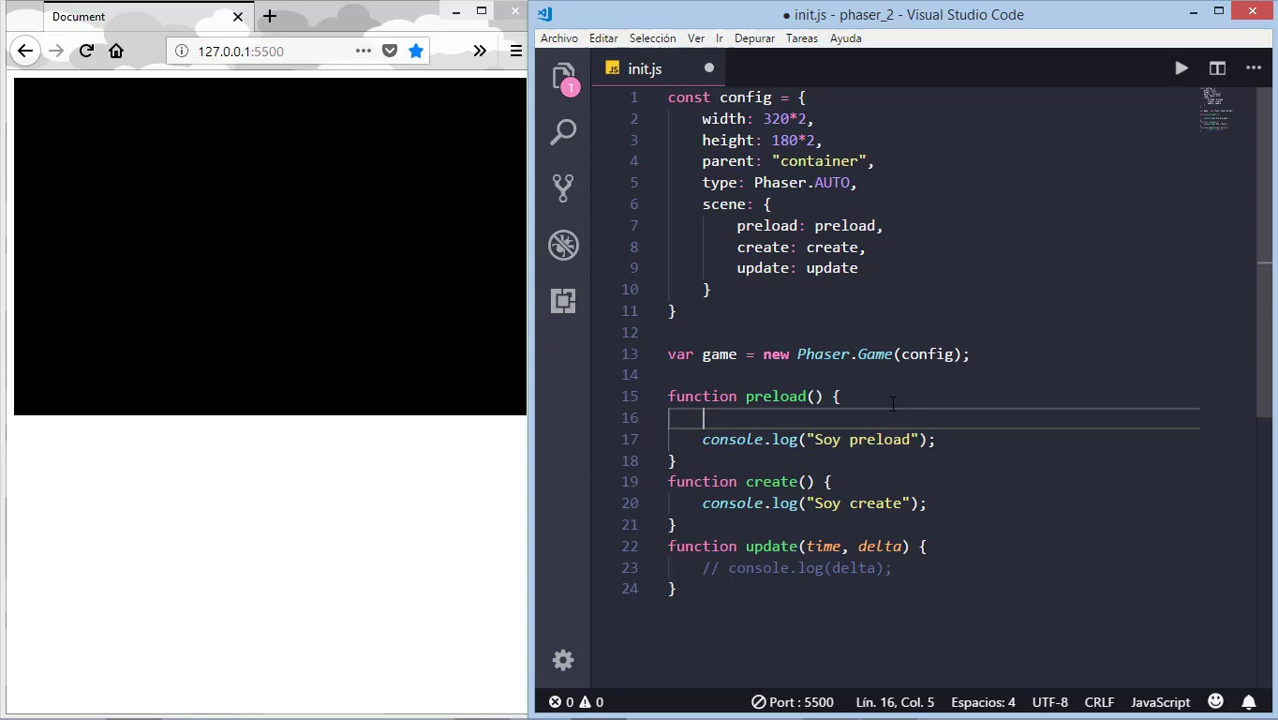 Document
127.0.0.1:5500
● init.js - phaser_2 - Visual Studio Code
Archivo Editar Selección Ver Ir Depurar Tareas Ayuda
1
JS init.js
1 const config = {
2 width: 320*2,
3 height: 180*2,
4 parent: "container",
5 type: Phaser.AUTO,
6 scene: {
7 preload: preload,
8 create: create,
9 update: update
10 }
11 }
12
13 var game = new Phaser.Game(config);
14
15 function preload() {
16
17 console.log("Soy preload");
18 }
19 function create() {
20 console.log("Soy create");
21 }
22 function update(time, delta) {
23 // console.log(delta);
24 }
0 0 Port : 5500 Lín. 16, Col. 5 Espacios: 4 UTF-8 CRLF JavaScript